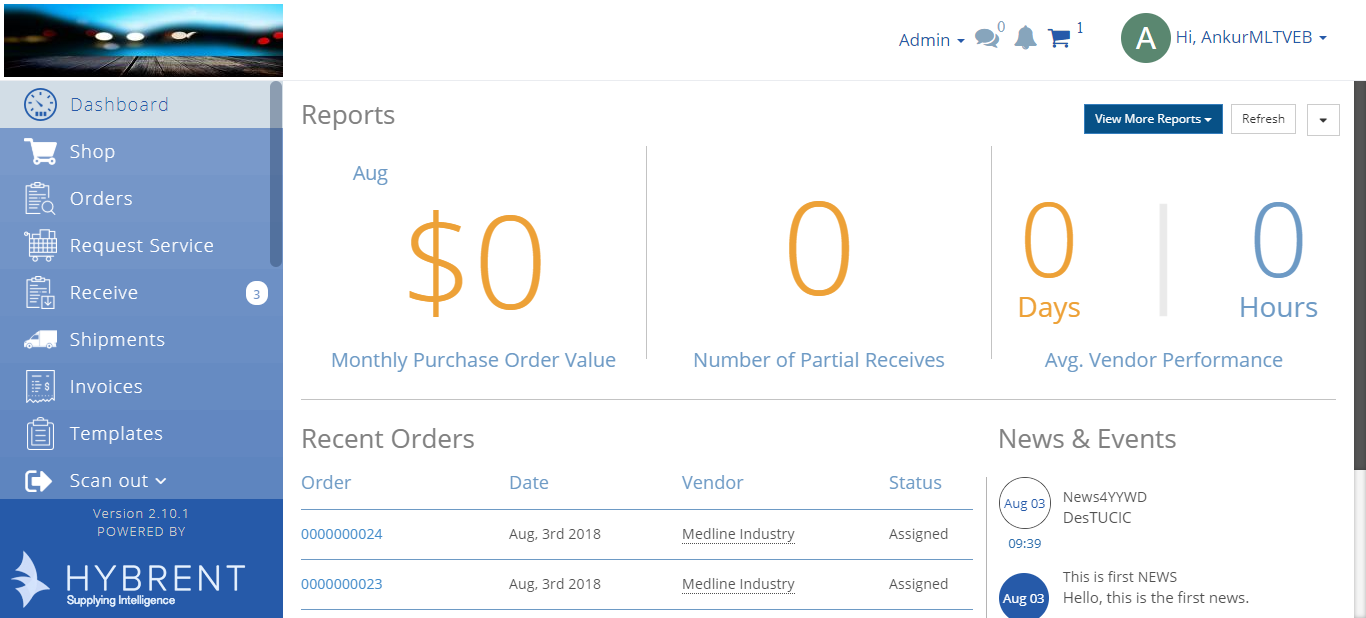 Admin
0
1
A
Hi, AnkurMLTVEB
Dashboard
Shop
Orders
Request Service
Receive
3
Shipments
Invoices
Templates
Scan out
Version 2.10.1
POWERED BY
HYBRENT
Supplying Intelligence
Reports
View More Reports
Refresh
Aug
$0
Monthly Purchase Order Value
0
Number of Partial Receives
0
Days
0
Hours
Avg. Vendor Performance
Recent Orders
Order Date Vendor Status
0000000024 Aug, 3rd 2018 Medline Industry Assigned
0000000023 Aug, 3rd 2018 Medline Industry Assigned
News & Events
Aug 03
09:39
News4YYWD
DesTUCIC
Aug 03
This is first NEWS
Hello, this is the first news.